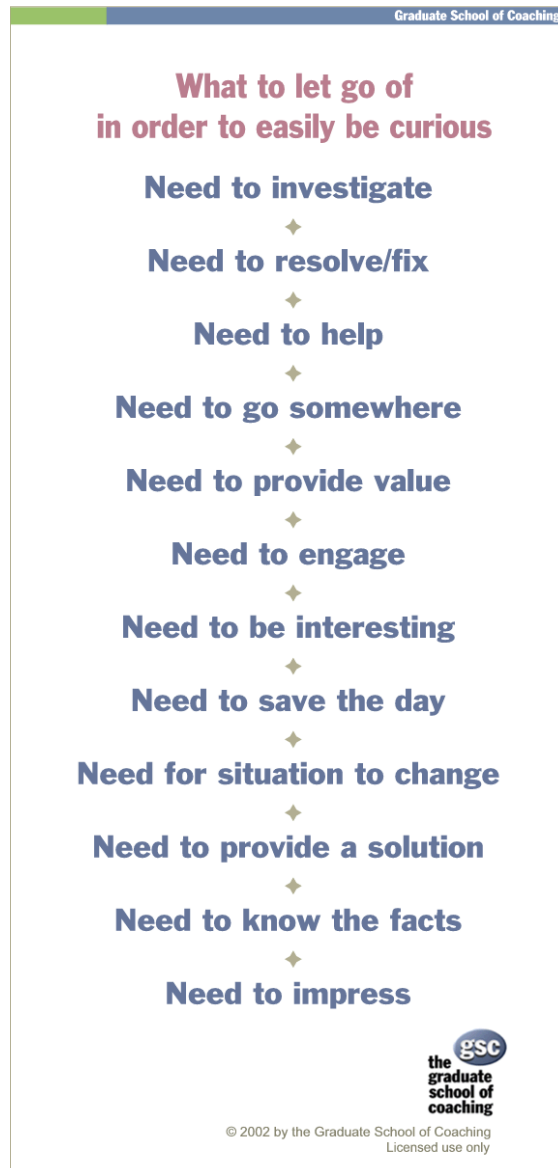 Graduate School of Coaching
What to let go of
in order to easily be curious
Need to investigate
Need to resolve/fix
Need to help
Need to go somewhere
Need to provide value
Need to engage
Need to be interesting
Need to save the day
Need for situation to change
Need to provide a solution
Need to know the facts
Need to impress
gsc
the
graduate
school of
coaching
© 2002 by the Graduate School of Coaching
Licensed use only